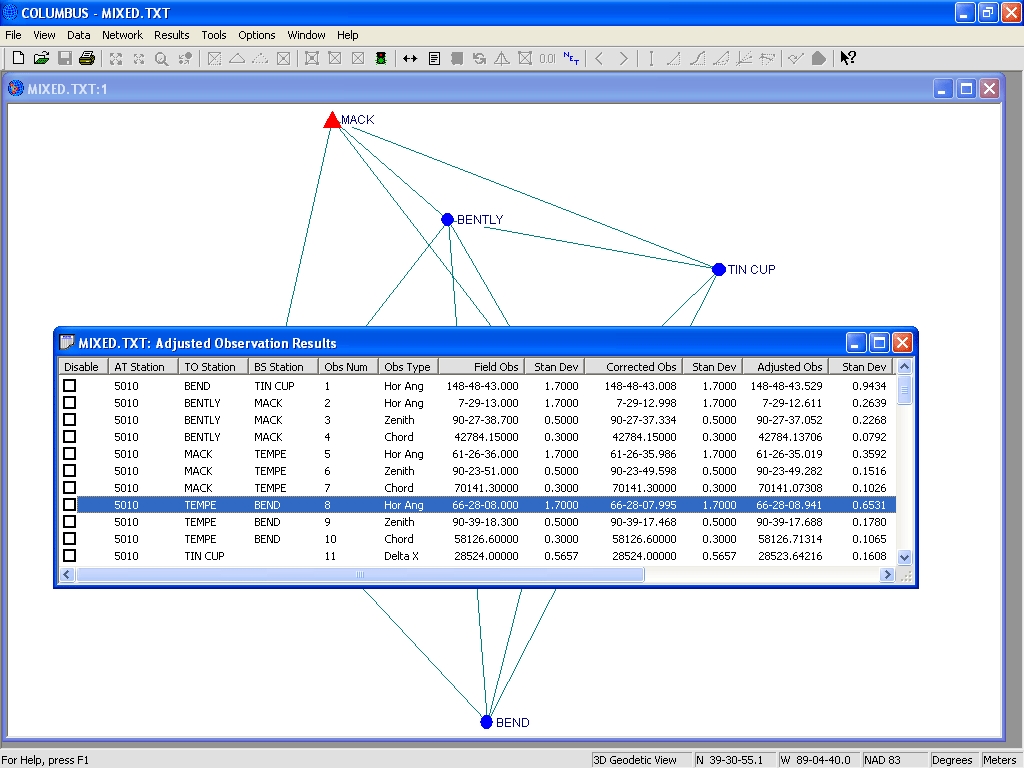 COLUMBUS - MIXED.TXT
File View Data Network Results Tools Options Window Help
0.01 NET
MIXED.TXT:1
MACK
BENTLY
TIN CUP
MIXED.TXT: Adjusted Observation Results
Disable AT Station TO Station BS Station Obs Num Obs Type Field Obs Stan Dev Corrected Obs Stan Dev Adjusted Obs Stan Dev
5010 BEND TIN CUP 1 Hor Ang 148-48-43.000 1.7000 148-48-43.008 1.7000 148-48-43.529 0.9434
5010 BENTLY MACK 2 Hor Ang 7-29-13.000 1.7000 7-29-12.998 1.7000 7-29-12.611 0.2639
5010 BENTLY MACK 3 Zenith 90-27-38.700 0.5000 90-27-37.334 0.5000 90-27-37.052 0.2268
5010 BENTLY MACK 4 Chord 42784.15000 0.3000 42784.15000 0.3000 42784.13706 0.0792
5010 MACK TEMPE 5 Hor Ang 61-26-36.000 1.7000 61-26-35.986 1.7000 61-26-35.019 0.3592
5010 MACK TEMPE 6 Zenith 90-23-51.000 0.5000 90-23-49.598 0.5000 90-23-49.282 0.1516
5010 MACK TEMPE 7 Chord 70141.30000 0.3000 70141.30000 0.3000 70141.07308 0.1026
5010 TEMPE BEND 8 Hor Ang 66-28-08.000 1.7000 66-28-07.995 1.7000 66-28-08.941 0.6531
5010 TEMPE BEND 9 Zenith 90-39-18.300 0.5000 90-39-17.468 0.5000 90-39-17.688 0.1780
5010 TEMPE BEND 10 Chord 58126.60000 0.3000 58126.60000 0.3000 58126.71314 0.1065
5010 TIN CUP 11 Delta X 28524.00000 0.5657 28524.00000 0.5657 28523.64216 0.1608
BEND
For Help, press F1 3D Geodetic View N 39-30-55.1 W 89-04-40.0 NAD 83 Degrees Meters